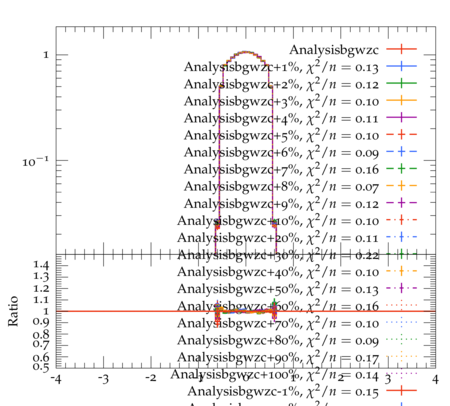 Analysisbgwzc
1
Analysisbgwzc+1%, χ²/n = 0.13
Analysisbgwzc+2%, χ²/n = 0.12
Analysisbgwzc+3%, χ²/n = 0.10
Analysisbgwzc+4%, χ²/n = 0.11
Analysisbgwzc+5%, χ²/n = 0.10
Analysisbgwzc+6%, χ²/n = 0.09
10⁻¹
Analysisbgwzc+7%, χ²/n = 0.16
Analysisbgwzc+8%, χ²/n = 0.07
Analysisbgwzc+9%, χ²/n = 0.12
Analysisbgwzc+10%, χ²/n = 0.10
Analysisbgwzc+20%, χ²/n = 0.11
Analysisbgwzc+30%, χ²/n = 0.22
1.4
Analysisbgwzc+40%, χ²/n = 0.10
1.3
1.2
Analysisbgwzc+50%, χ²/n = 0.13
1.1
Analysisbgwzc+60%, χ²/n = 0.16
1
Ratio
0.9
Analysisbgwzc+70%, χ²/n = 0.10
0.8
Analysisbgwzc+80%, χ²/n = 0.09
0.7
0.6
Analysisbgwzc+90%, χ²/n = 0.17
0.5
Analysisbgwzc+100%, χ²/n = 0.14
-4 -3 -2 -1 0 1 2 3 4
Analysisbgwzc-1%, χ²/n = 0.15